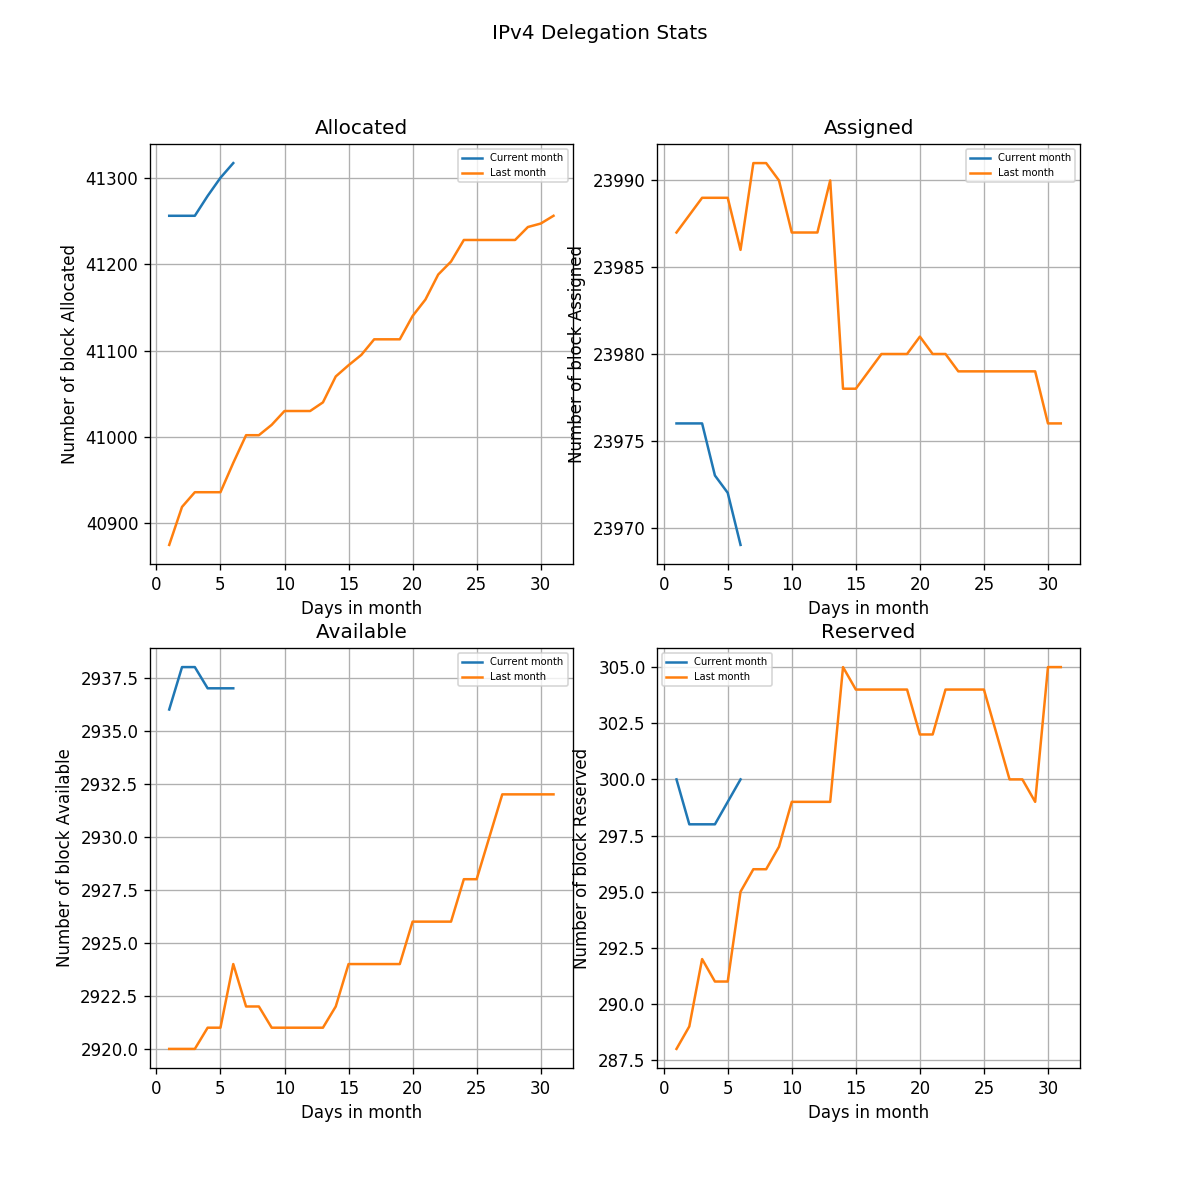 IPv4 Delegation Stats
Allocated
Number of block Allocated
41300
41200
41100
41000
40900
0 5 10 15 20 25 30
Days in month
Current month
Last month
Assigned
Number of block Assigned
23990
23985
23980
23975
23970
0 5 10 15 20 25 30
Days in month
Current month
Last month
Available
Number of block Available
2937.5
2935.0
2932.5
2930.0
2927.5
2925.0
2922.5
2920.0
0 5 10 15 20 25 30
Days in month
Current month
Last month
Reserved
Number of block Reserved
305.0
302.5
300.0
297.5
295.0
292.5
290.0
287.5
0 5 10 15 20 25 30
Days in month
Current month
Last month